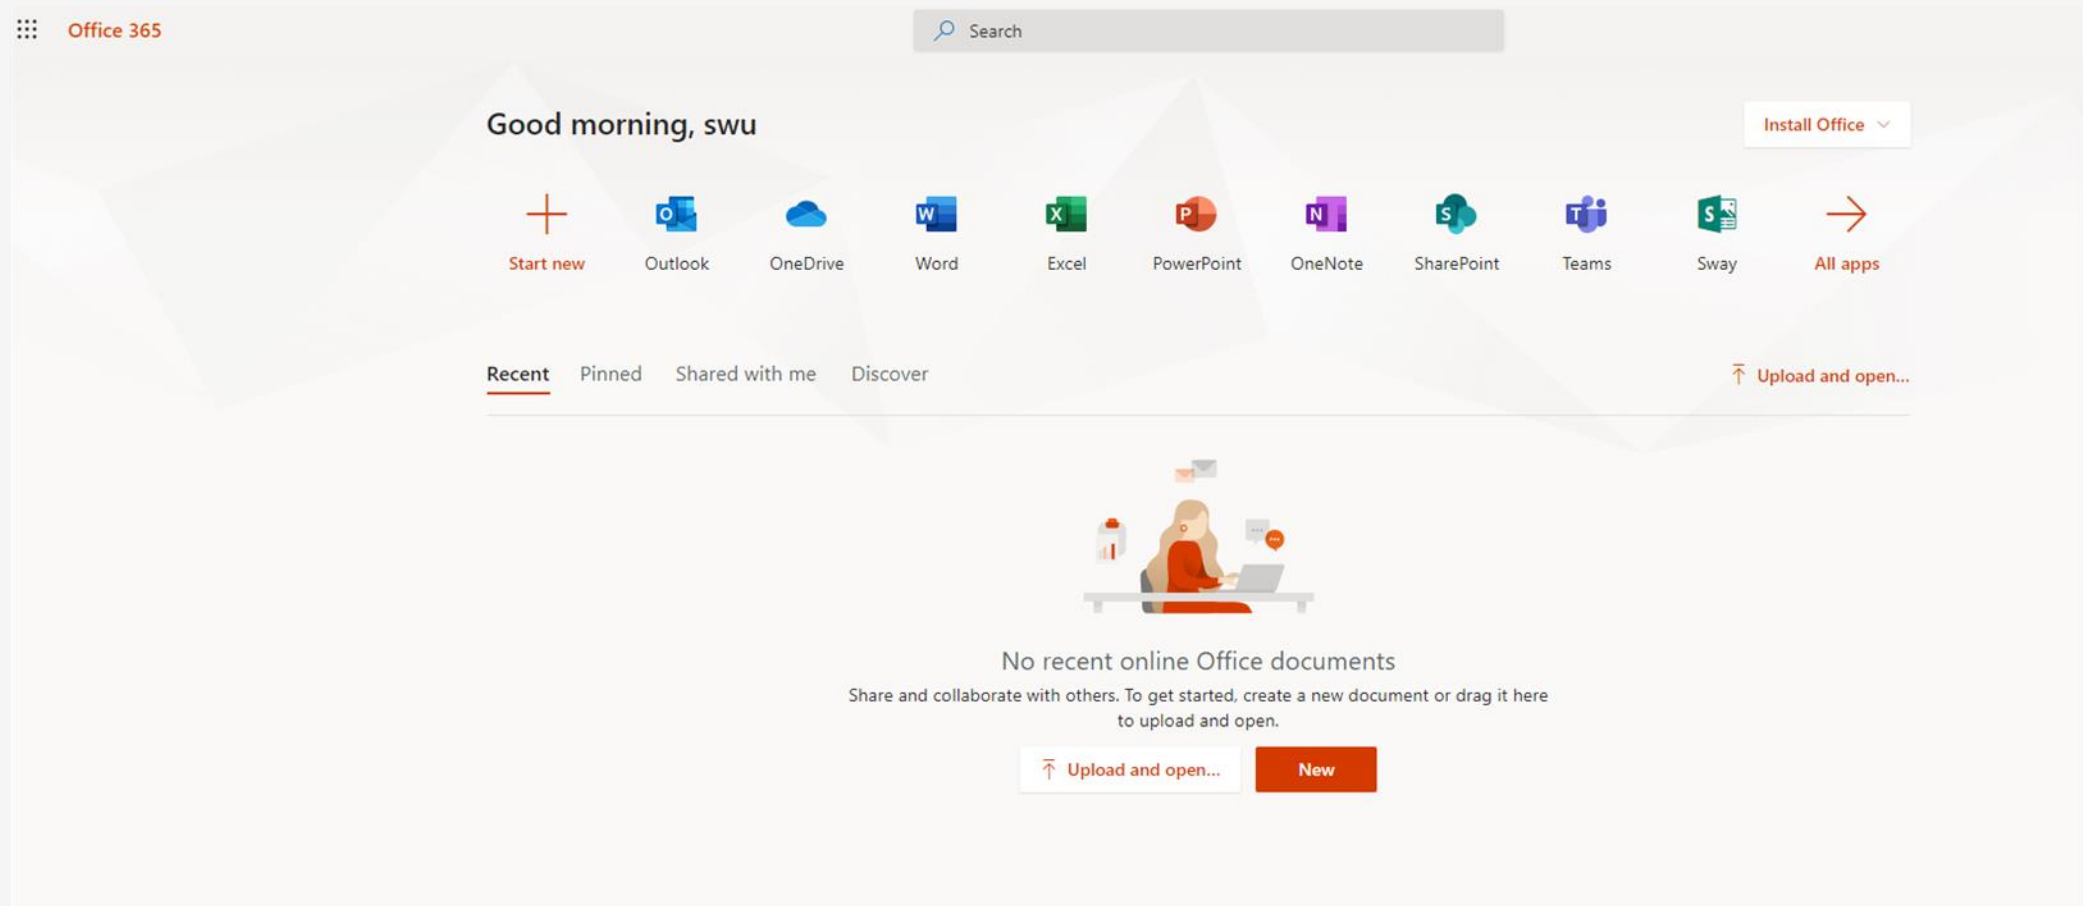 Office 365
Search
Good morning, swu
Install Office
Start new
Outlook
OneDrive
Word
Excel
PowerPoint
OneNote
SharePoint
Teams
Sway
All apps
Recent
Pinned
Shared with me
Discover
Upload and open...
No recent online Office documents
Share and collaborate with others. To get started, create a new document or drag it here
to upload and open.
Upload and open...
New